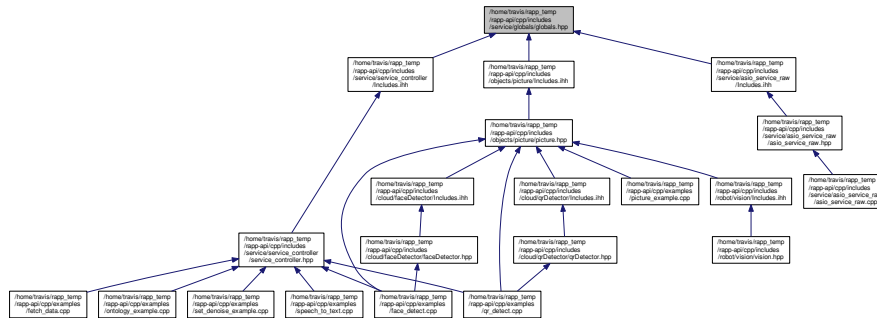 /home/travis/rapp_temp
/rapp-api/cpp/includes
/service/globals/globals.hpp
/home/travis/rapp_temp
/rapp-api/cpp/includes
/service/service_controller
/Includes.ihh
/home/travis/rapp_temp
/rapp-api/cpp/includes
/objects/picture/Includes.ihh
/home/travis/rapp_temp
/rapp-api/cpp/includes
/service/asio_service_raw
/Includes.ihh
/home/travis/rapp_temp
/rapp-api/cpp/includes
/objects/picture/picture.hpp
/home/travis/rapp_temp
/rapp-api/cpp/includes
/service/asio_service_raw
/asio_service_raw.hpp
/home/travis/rapp_temp
/rapp-api/cpp/includes
/cloud/faceDetector/Includes.ihh
/home/travis/rapp_temp
/rapp-api/cpp/includes
/cloud/qrDetector/Includes.ihh
/home/travis/rapp_temp
/rapp-api/cpp/examples
/picture_example.cpp
/home/travis/rapp_temp
/rapp-api/cpp/includes
/robot/vision/Includes.ihh
/home/travis/rapp_temp
/rapp-api/cpp/includes
/service/asio_service_raw
/asio_service_raw.cpp
/home/travis/rapp_temp
/rapp-api/cpp/includes
/service/service_controller
/service_controller.hpp
/home/travis/rapp_temp
/rapp-api/cpp/includes
/cloud/faceDetector/faceDetector.hpp
/home/travis/rapp_temp
/rapp-api/cpp/includes
/cloud/qrDetector/qrDetector.hpp
/home/travis/rapp_temp
/rapp-api/cpp/includes
/robot/vision/vision.hpp
/home/travis/rapp_temp
/rapp-api/cpp/examples
/fetch_data.cpp
/home/travis/rapp_temp
/rapp-api/cpp/examples
/ontology_example.cpp
/home/travis/rapp_temp
/rapp-api/cpp/examples
/set_denoise_example.cpp
/home/travis/rapp_temp
/rapp-api/cpp/examples
/speech_to_text.cpp
/home/travis/rapp_temp
/rapp-api/cpp/examples
/face_detect.cpp
/home/travis/rapp_temp
/rapp-api/cpp/examples
/qr_detect.cpp